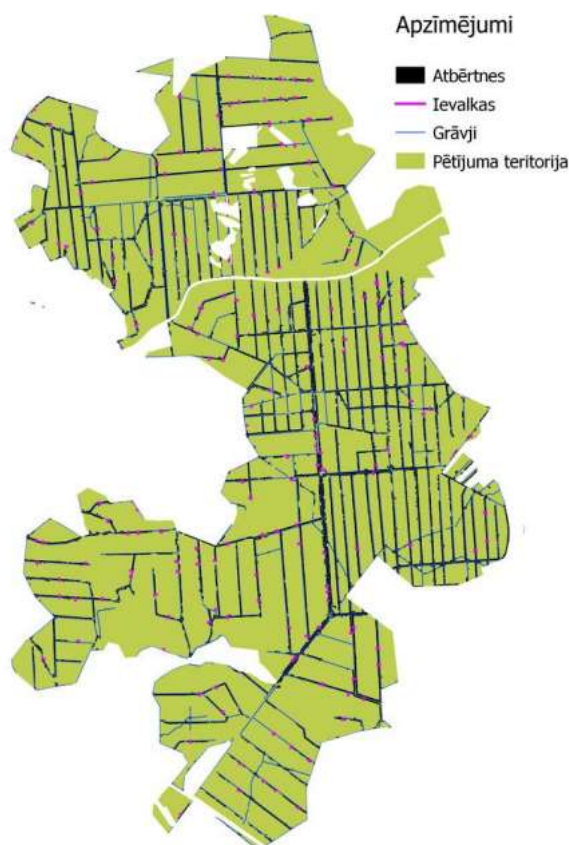 Apzīmējumi
Atbērtnes
Ievalkas
Grāvji
Pētījuma teritorija